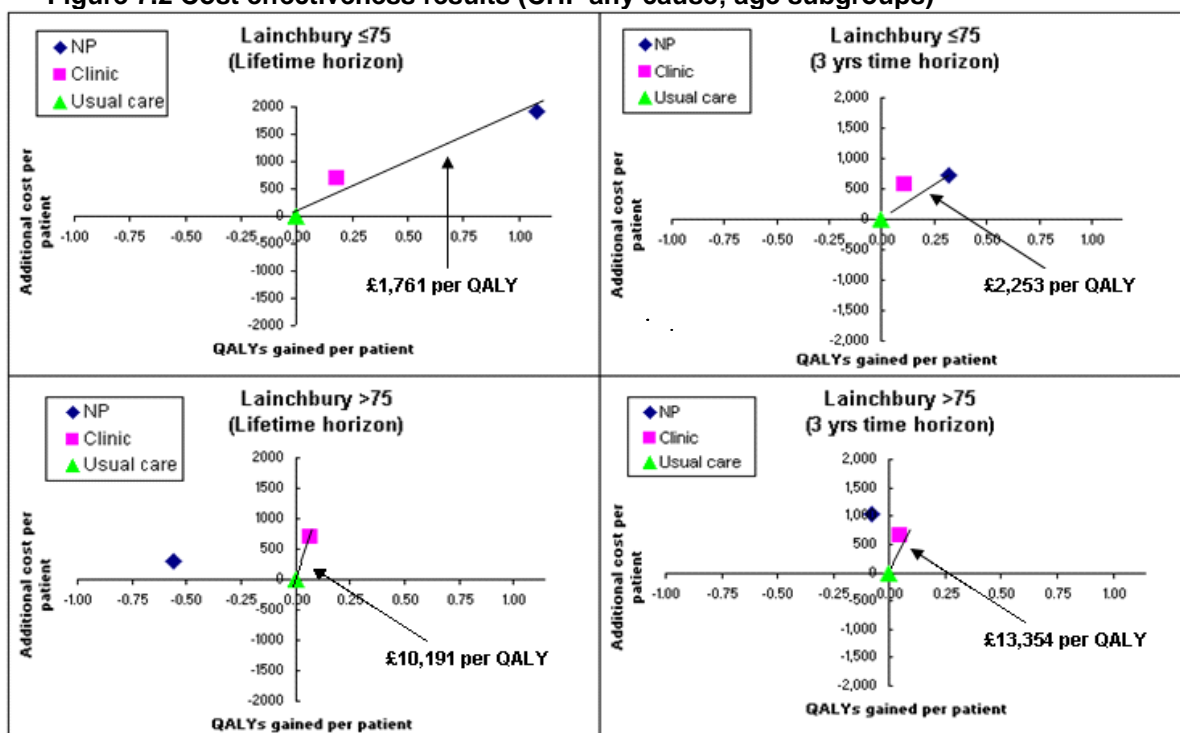 Figure 7.2 Cost-effectiveness results (CHF any cause, age subgroups)
NP
Clinic
Usual care
Lainchbury ≤75
(Lifetime horizon)
Additional cost per
patient
2000
1500
1000
500
0
-500
-1000
-1500
-2000
-1.00 -0.75 -0.50 -0.25 0.00 0.25 0.50 0.75 1.00
£1,761 per QALY
QALYs gained per patient
NP
Clinic
Usual care
Lainchbury ≤75
(3 yrs time horizon)
Additional cost per
patient
2,000
1,500
1,000
500
0
-500
-1,000
-1,500
-2,000
-1.00 -0.75 -0.50 -0.25 0.00 0.25 0.50 0.75 1.00
£2,253 per QALY
QALYs gained per patient
NP
Clinic
Usual care
Lainchbury >75
(Lifetime horizon)
Additional cost per
patient
2000
1500
1000
500
0
-500
-1000
-1500
-2000
-1.00 -0.75 -0.50 -0.25 0.00 0.25 0.50 0.75 1.00
£10,191 per QALY
QALYs gained per patient
NP
Clinic
Usual care
Lainchbury >75
(3 yrs time horizon)
Additional cost per
patient
2,000
1,500
1,000
500
0
-500
-1,000
-1,500
-2,000
-1.00 -0.75 -0.50 -0.25 0.00 0.25 0.50 0.75 1.00
£13,354 per QALY
QALYs gained per patient